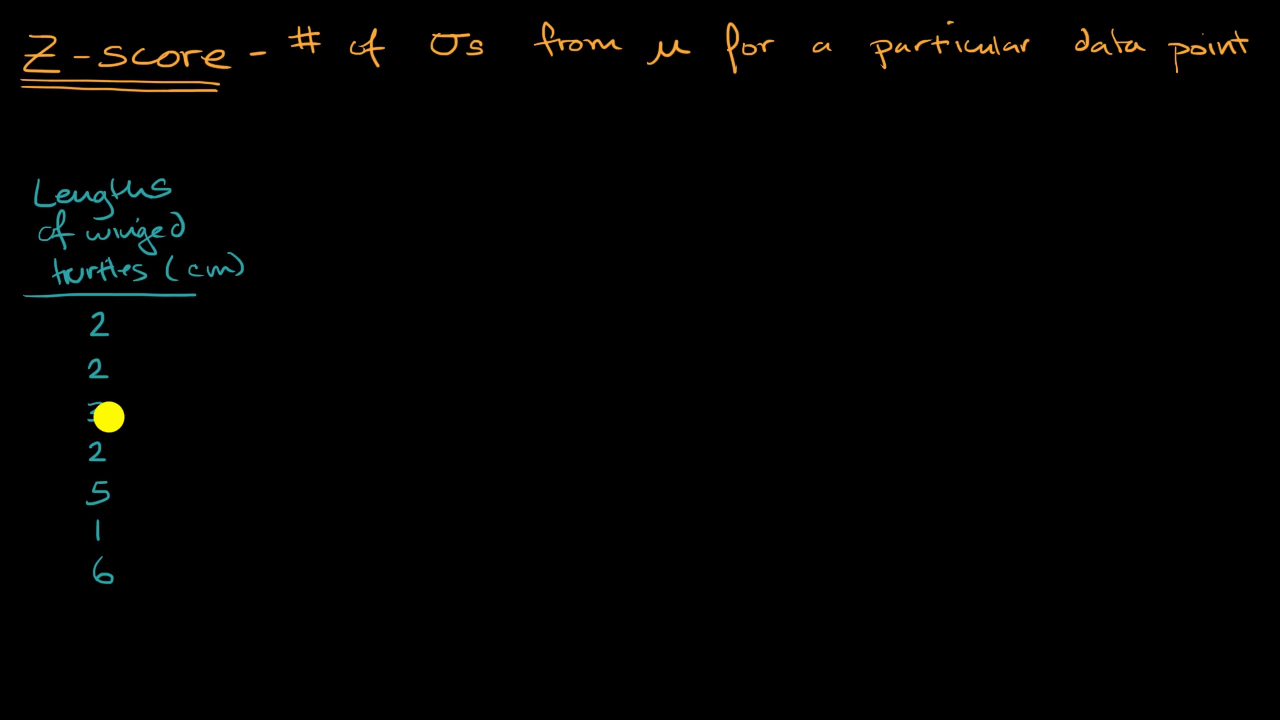 Z-score - # of σs from μ for a particular data point
Lengths
of winged
turtles (cm)
2
2
3
2
5
1
6